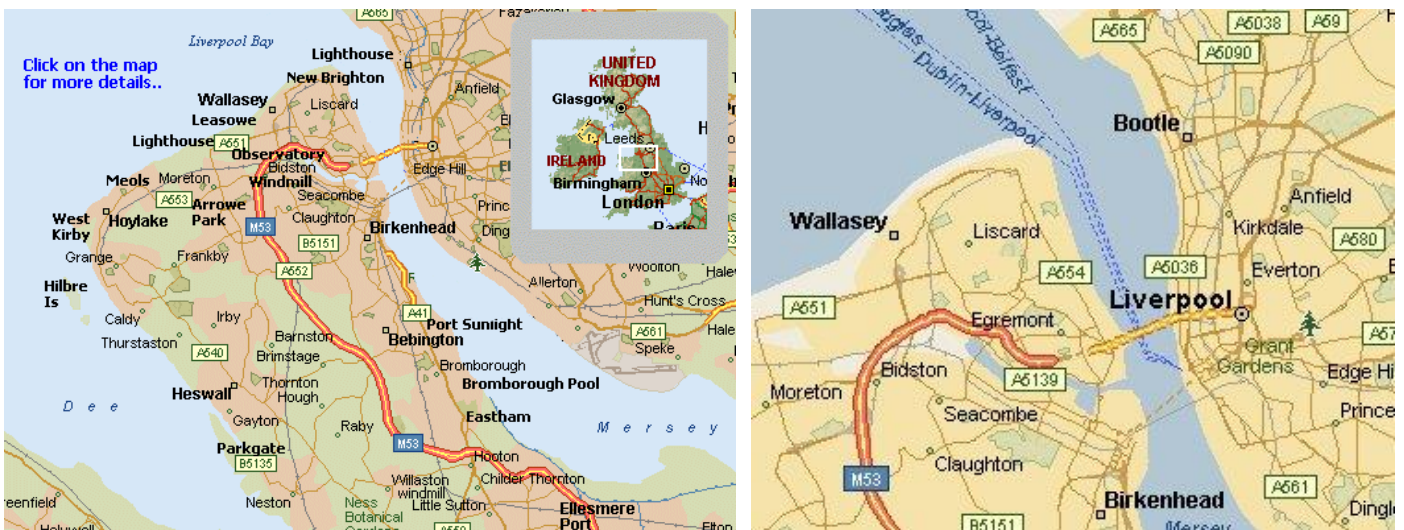 A565
Liverpool Bay
Lighthouse
Click on the map
for more details..
New Brighton
Anfield
Wallasey
Liscard
Leasowe
Lighthouse
A551
Observatory
Bidston
Edge Hill
Meols
Moreton
Windmill
Seacombe
A553
Arrowe
Park
West
Kirby
Hoylake
Claughton
M53
Birkenhead
B5151
Grange
Frankby
A552
Hilbre
Is
Allerton
Woolton
Hunt's Cross
Caldy
Irby
A41
Port Sunlight
Thurstaston
Barnston
Bebington
A561
Speke
A540
Brimstage
Bromborough
Heswall
Thornton
Hough
Bromborough Pool
Dee
Gayton
Eastham
Raby
Mersey
Parkgate
M53
B5135
Hooton
Willaston
windmill
Childer Thornton
Neston
Ness
Botanical
Little Sutton
Ellesmere
Port
UNITED
KINGDOM
Glasgow
Leeds
IRELAND
Birmingham
London
A565
A5038
A59
A5090
Dublin-Liverpool
Bootle
Anfield
Wallasey
Liscard
Kirkdale
A580
A554
A5036
Everton
A551
Liverpool
Egremont
Grant
Gardens
Bidston
A5139
Moreton
Seacombe
Claughton
M53
A561
Birkenhead
B5151
Mersey